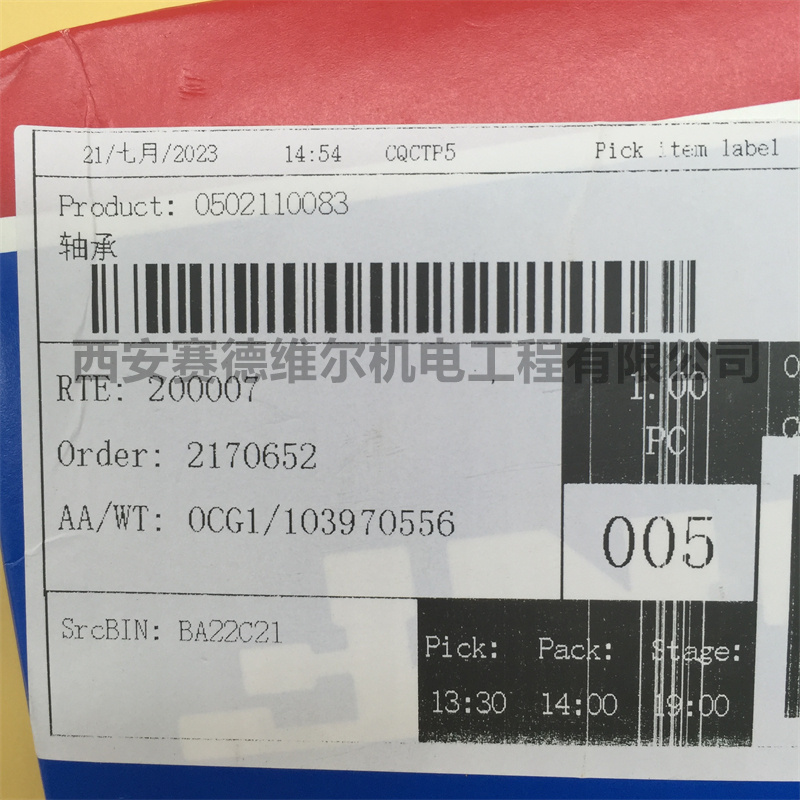 21/七月/2023 14:54 CQCTP5 Pick item label
Product: 0502110083
轴承
西安赛德维尔机电工程有限公司
RTE: 200007
1.00
PC
Order: 2170652
AA/WT: OCG1/103970556
005
SrcBIN: BA22C21
Pick: Pack: Stage:
13:30 14:00 19:00